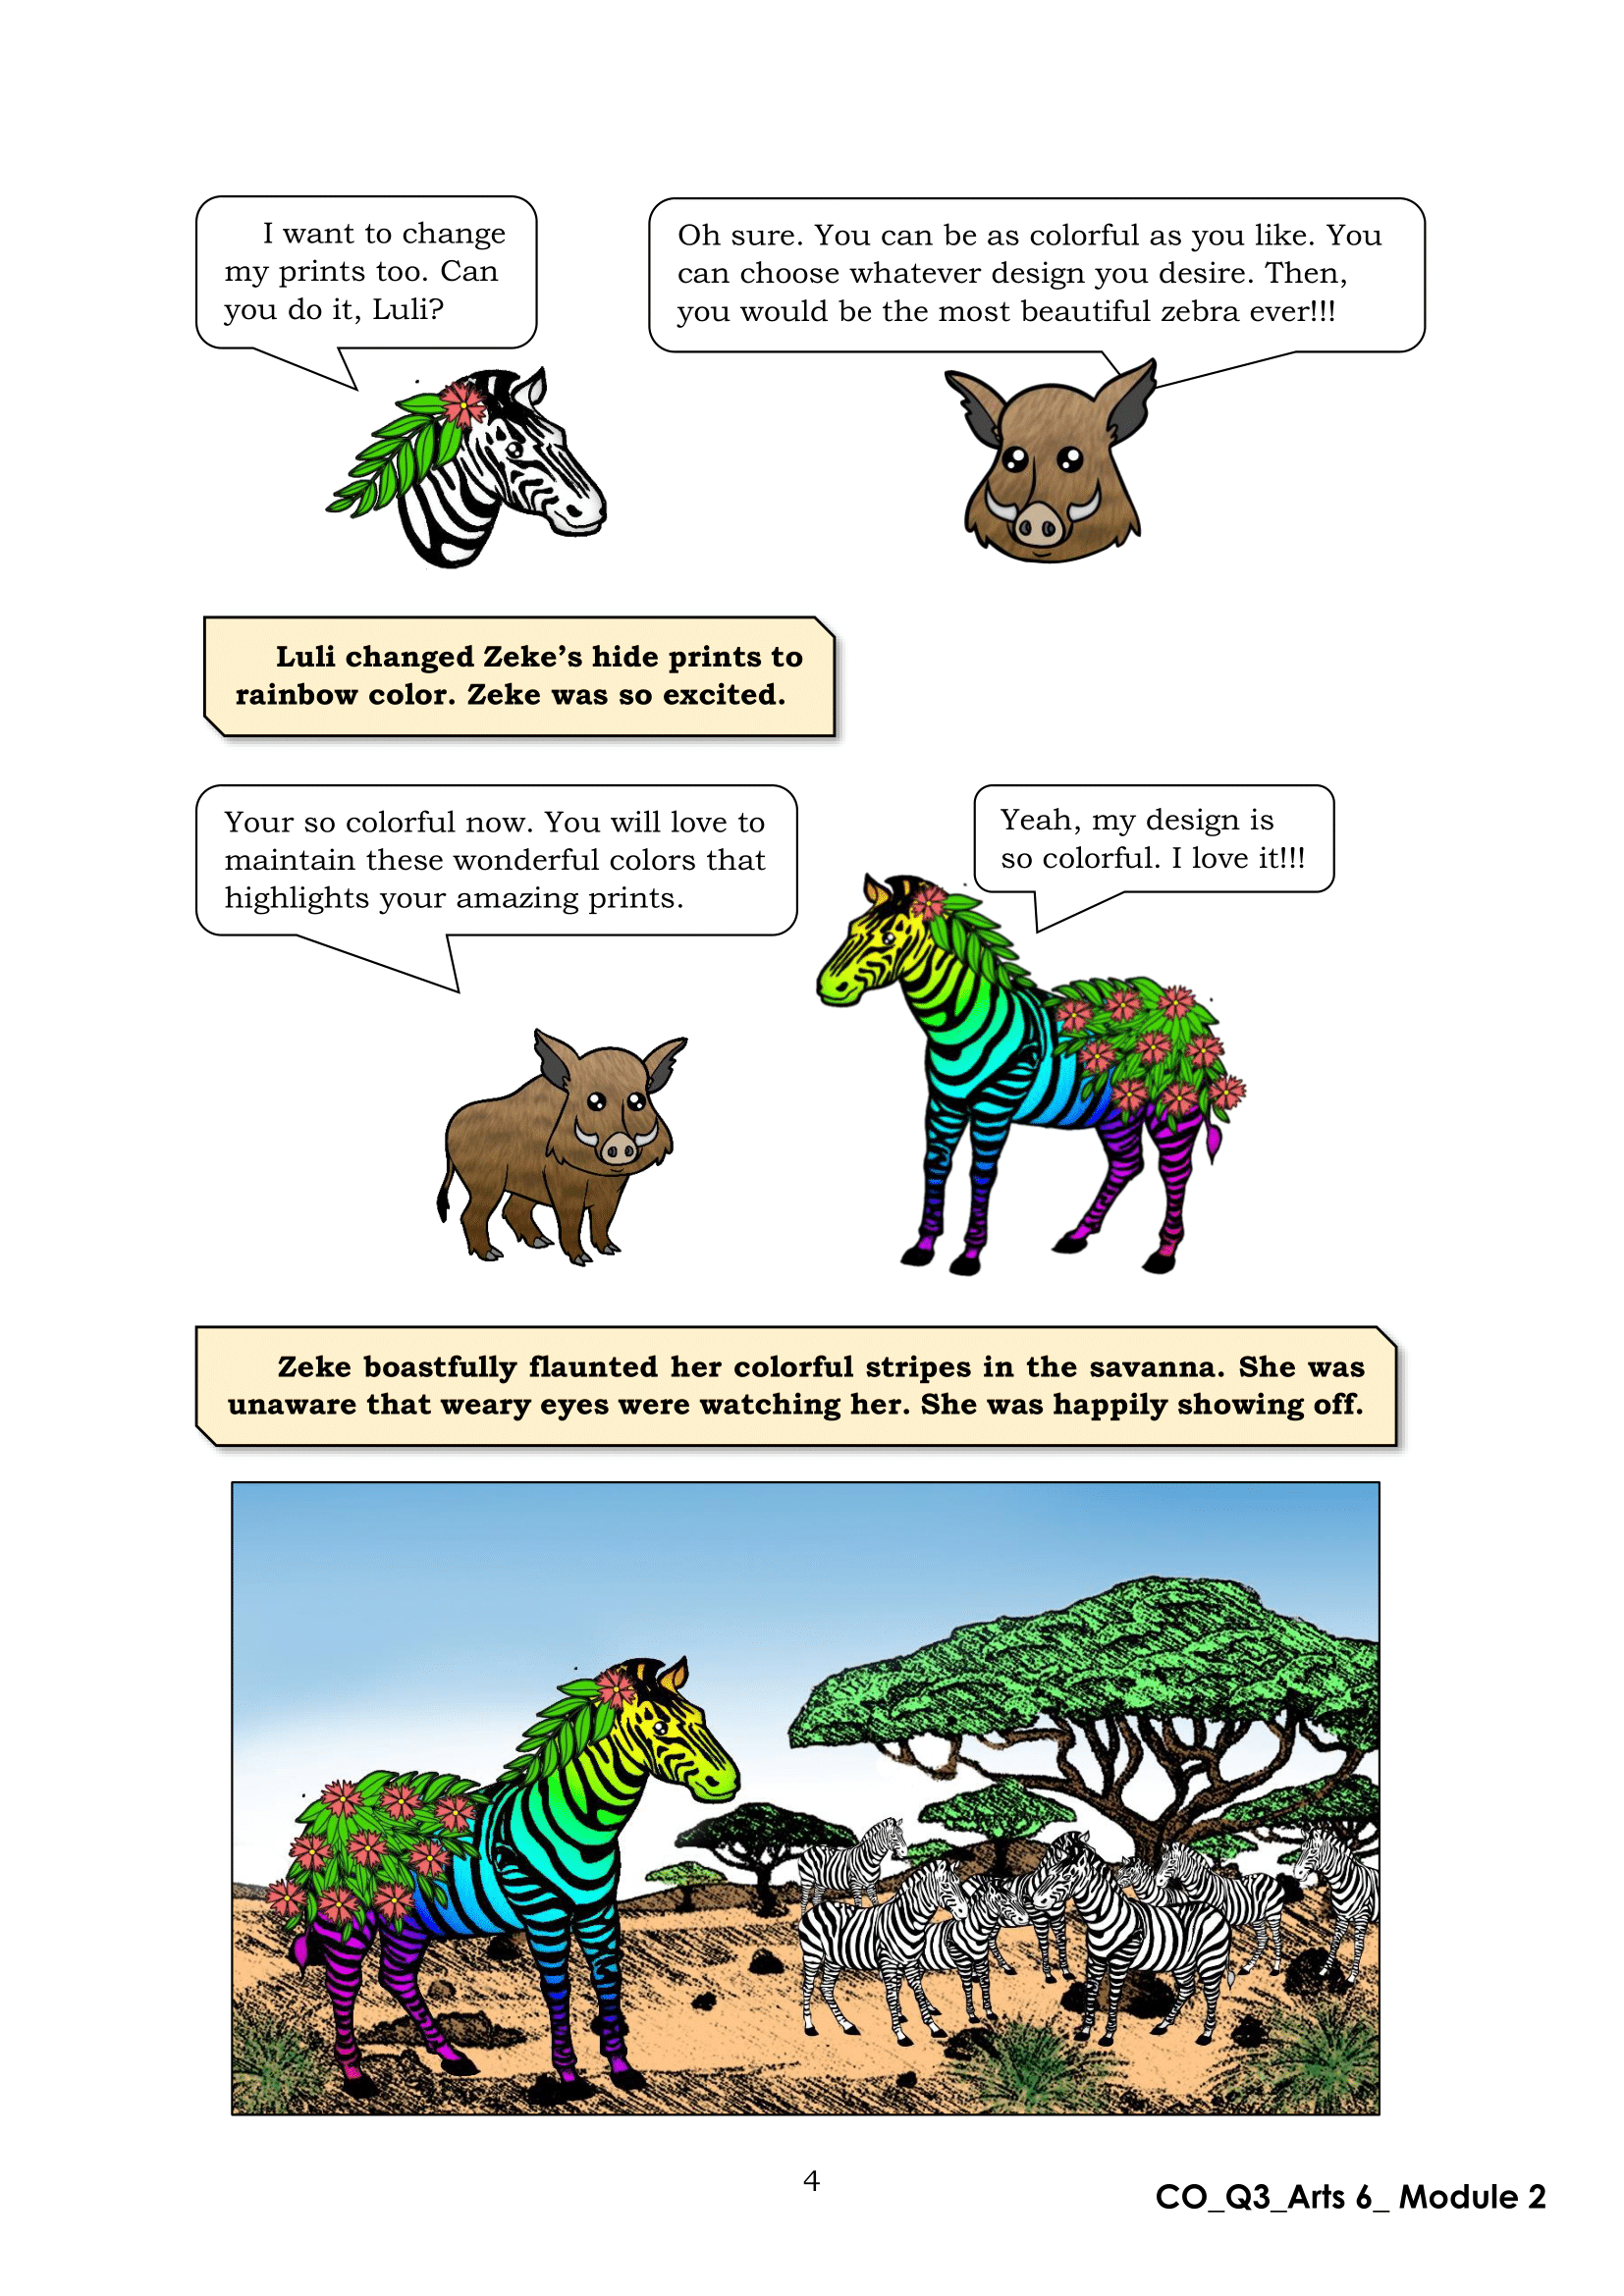 I want to change
my prints too. Can
you do it, Luli?
Oh sure. You can be as colorful as you like. You
can choose whatever design you desire. Then,
you would be the most beautiful zebra ever!!!
Luli changed Zeke’s hide prints to
rainbow color. Zeke was so excited.
Your so colorful now. You will love to
maintain these wonderful colors that
highlights your amazing prints.
Yeah, my design is
so colorful. I love it!!!
Zeke boastfully flaunted her colorful stripes in the savanna. She was
unaware that weary eyes were watching her. She was happily showing off.
4
CO_Q3_Arts 6_ Module 2